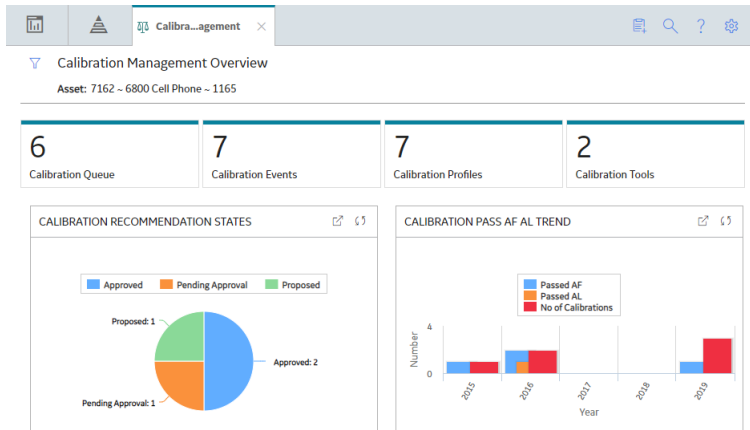 Calibra...agement
Calibration Management Overview
Asset: 7162 ~ 6800 Cell Phone ~ 1165
6
Calibration Queue
7
Calibration Events
7
Calibration Profiles
2
Calibration Tools
CALIBRATION RECOMMENDATION STATES
Approved
Pending Approval
Proposed
Proposed: 1
Approved: 2
Pending Approval: 1
CALIBRATION PASS AF AL TREND
Passed AF
Passed AL
No of Calibrations
4
Number
0
2015
2016
2017
2018
2019
Year